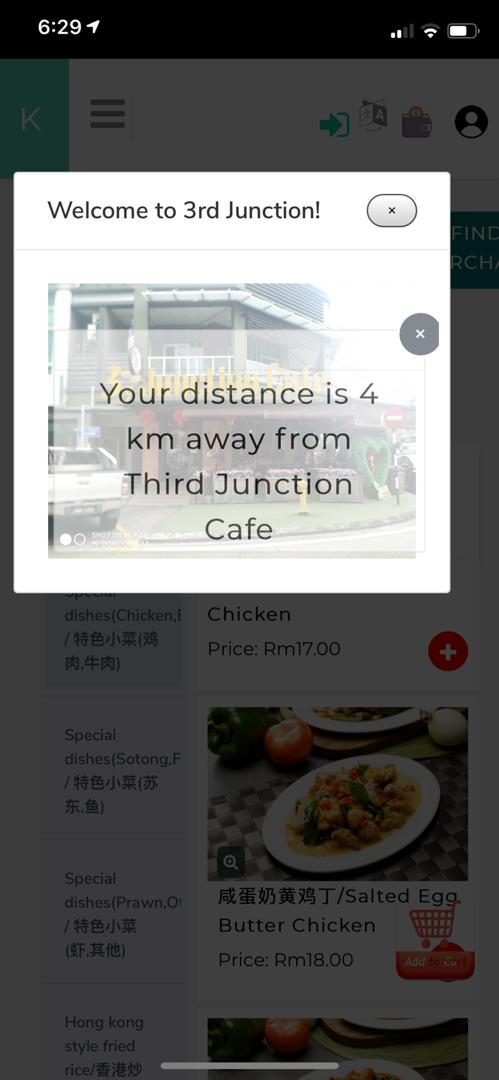 6:29
K
Welcome to 3rd Junction!
×
FIND
×
Your distance is 4
km away from
Third Junction
Cafe
SHOT ON
Special
dishes(Chicken,
/ 特色小菜(鸡
肉,牛肉)
Chicken
Price: Rm17.00
Special
dishes(Sotong,F
/ 特色小菜(苏
东,鱼)
咸蛋奶黄鸡丁/Salted Egg
Butter Chicken
Price: Rm18.00
Add to Cart
Special
dishes(Prawn,Ot
/ 特色小菜
(虾,其他)
Hong kong
style fried
rice/香港炒